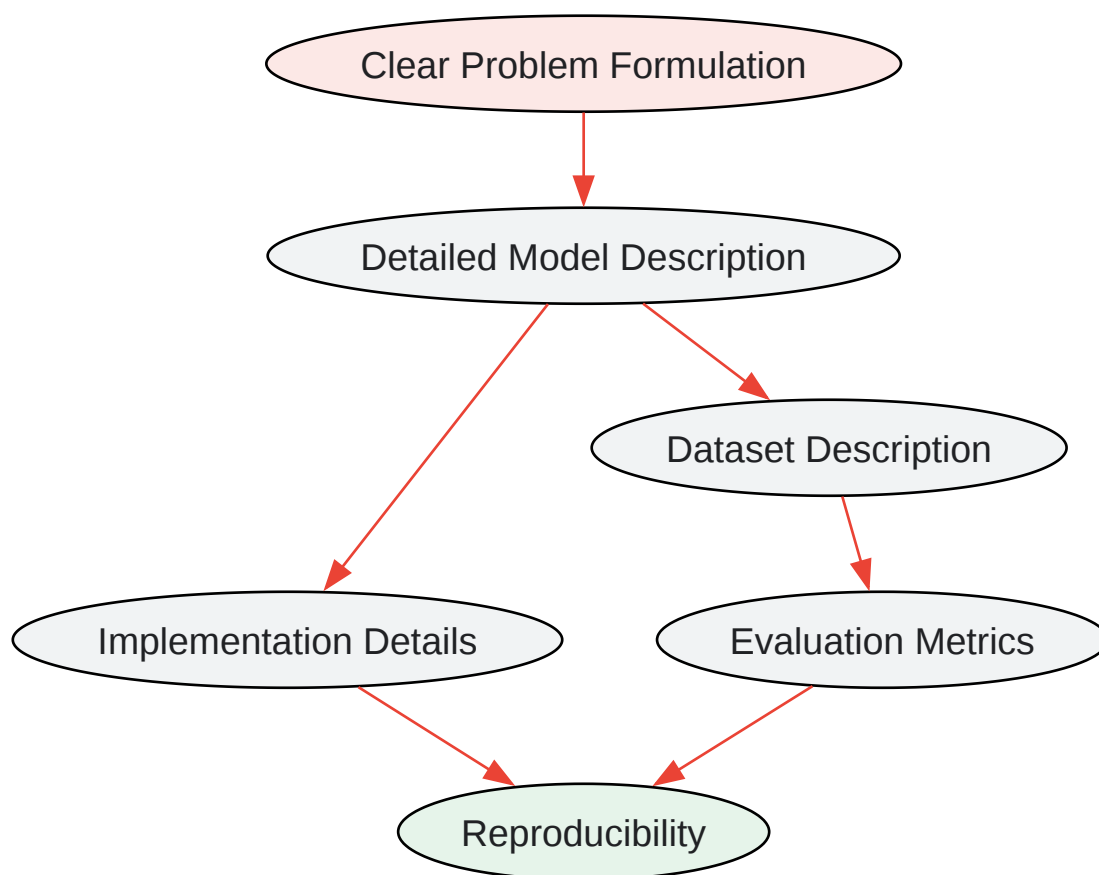 Clear Problem Formulation
Detailed Model Description
Dataset Description
Implementation Details
Evaluation Metrics
Reproducibility